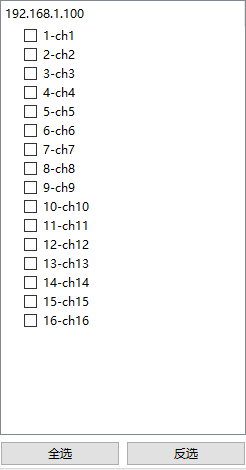 192.168.1.100
1-ch1
2-ch2
3-ch3
4-ch4
5-ch5
6-ch6
7-ch7
8-ch8
9-ch9
10-ch10
11-ch11
12-ch12
13-ch13
14-ch14
15-ch15
16-ch16
全选 反选